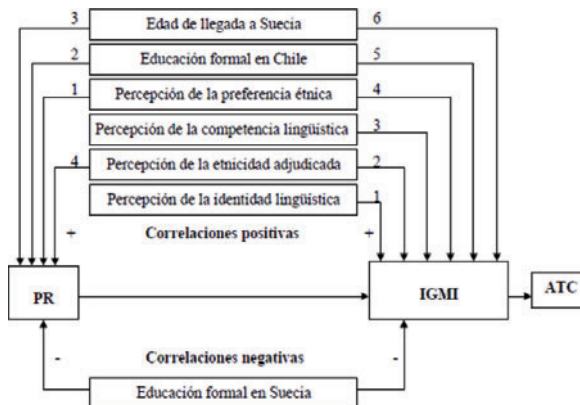 3 Edad de llegada a Suecia 6
2 Educación formal en Chile 5
1 Percepción de la preferencia étnica 4
Percepción de la competencia lingüística 3
4 Percepción de la etnicidad adjudicada 2
Percepción de la identidad lingüística 1
+ Correlaciones positivas +
PR IGMI ATC
- Correlaciones negativas -
Educación formal en Suecia